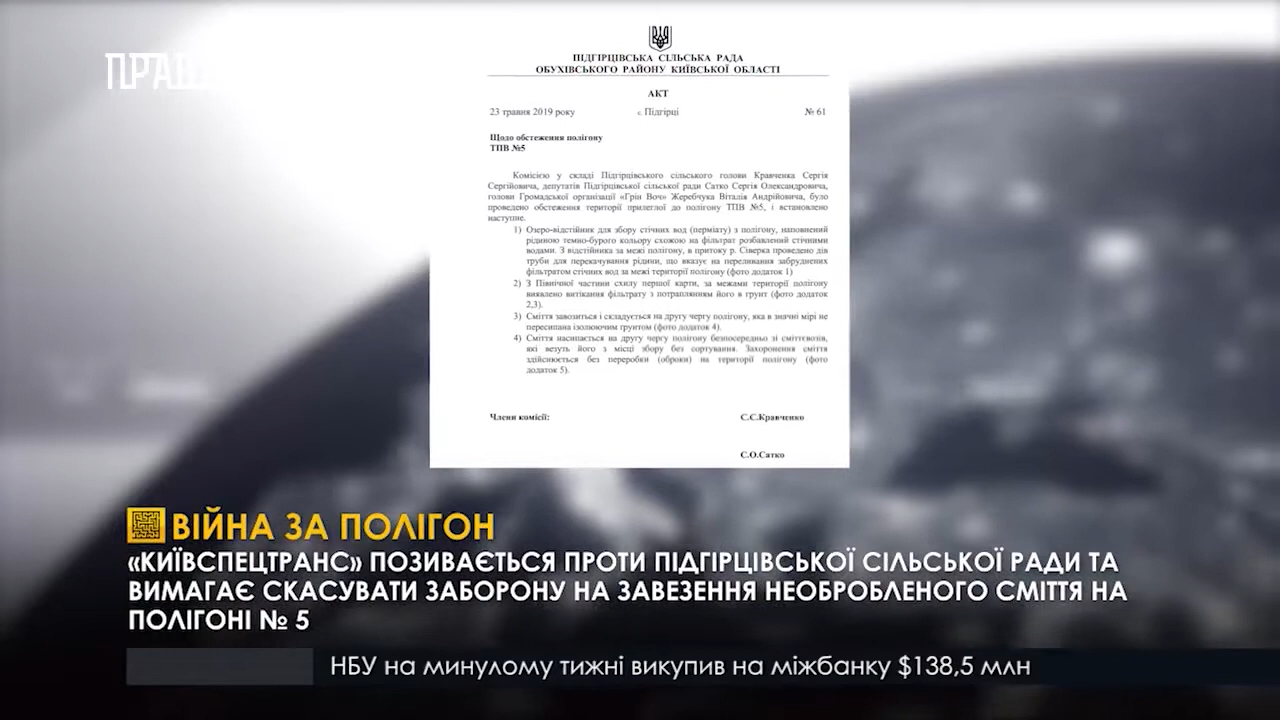 ПІДГІРЦІВСЬКА СІЛЬСЬКА РАДА
ОБУХІВСЬКОГО РАЙОНУ КИЇВСЬКОЇ ОБЛАСТІ
АКТ
23 травня 2019 року с. Підгірці № 61
Щодо обстеження полігону
ТПВ №5
Комісією у складі Підгірцівського сільського голови Кравченка Сергія
Сергійовича, депутатів Підгірцівської сільської ради Сатко Сергія Олександровича,
голови Громадської організації «Грін Воч» Жеребчука Віталія Андрійовича, було
проведено обстеження території прилеглої до полігону ТПВ №5, і встановлено
наступне.
1) Озеро-відстійник для збору стічних вод (перміату) з полігону, наповнений
рідиною темно-бурого кольору схожою на фільтрат розбавлений стічними
водами. З відстійника за межі полігону, в притоку р. Сіверка проведено дів
труби для перекачування рідини, що вказує на переливання забруднених
фільтратом стічних вод за межі території полігону (фото додаток 1)
2) З Північної частини схилу першої карти, за межами території полігону
виявлено витікання фільтрату з потраплянням його в грунт (фото додаток
2,3).
3) Сміття завозиться і складується на другу чергу полігону, яка в значні мірі не
пересипана ізолюючим грунтом (фото додаток 4).
4) Сміття насипається на другу чергу полігону безпосередньо зі сміттєвозів,
які везуть його з місці збору без сортування. Захоронення сміття
здійснюється без переробки (оброки) на території полігону (фото
додаток 5).
Члени комісії: С.Є.Кравченко
С.О.Сатко
ВІЙНА ЗА ПОЛІГОН
«КИЇВСПЕЦТРАНС» ПОЗИВАЄТЬСЯ ПРОТИ ПІДГІРЦІВСЬКОЇ СІЛЬСЬКОЇ РАДИ ТА
ВИМАГАЄ СКАСУВАТИ ЗАБОРОНУ НА ЗАВЕЗЕННЯ НЕОБРОБЛЕНОГО СМІТТЯ НА
ПОЛІГОНІ № 5
НБУ на минулому тижні викупив на міжбанку $138,5 млн